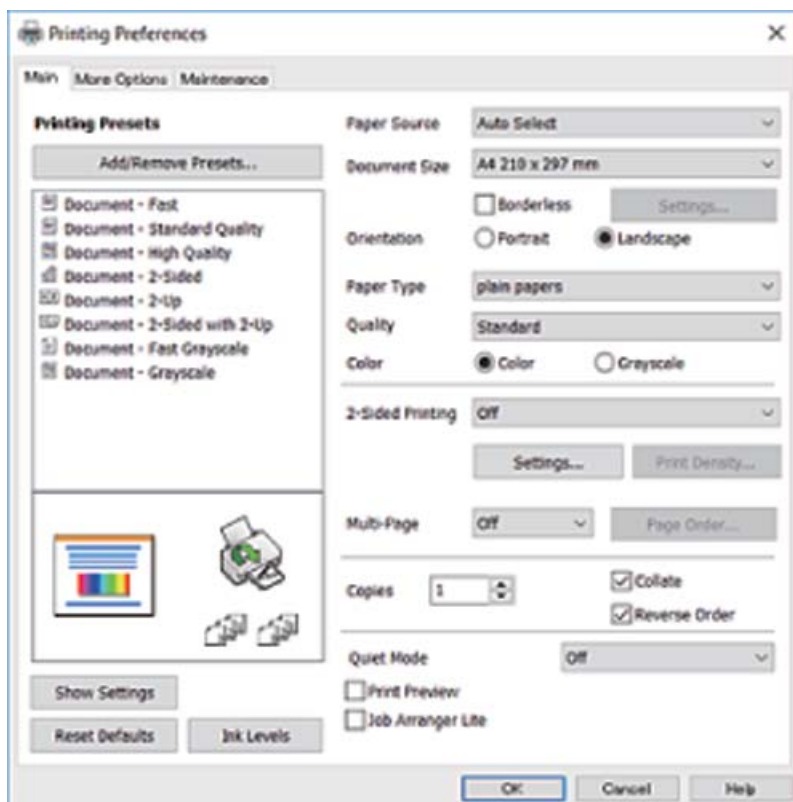 Printing Preferences
Main More Options Maintenance
Printing Presets
Add/Remove Presets...
Document - Fast
Document - Standard Quality
Document - High Quality
Document - 2-Sided
Document - 2-Up
Document - 2-Sided with 2-Up
Document - Fast Grayscale
Document - Grayscale
Show Settings
Reset Defaults Ink Levels
Paper Source Auto Select
Document Size A4 210 x 297 mm
Borderless Settings...
Orientation Portrait Landscape
Paper Type plain papers
Quality Standard
Color Color Grayscale
2-Sided Printing Off
Settings... Print Density...
Multi-Page Off Page Order...
Copies 1 Collate
Reverse Order
Quiet Mode Off
Print Preview
Job Arranger Lite
OK Cancel Help